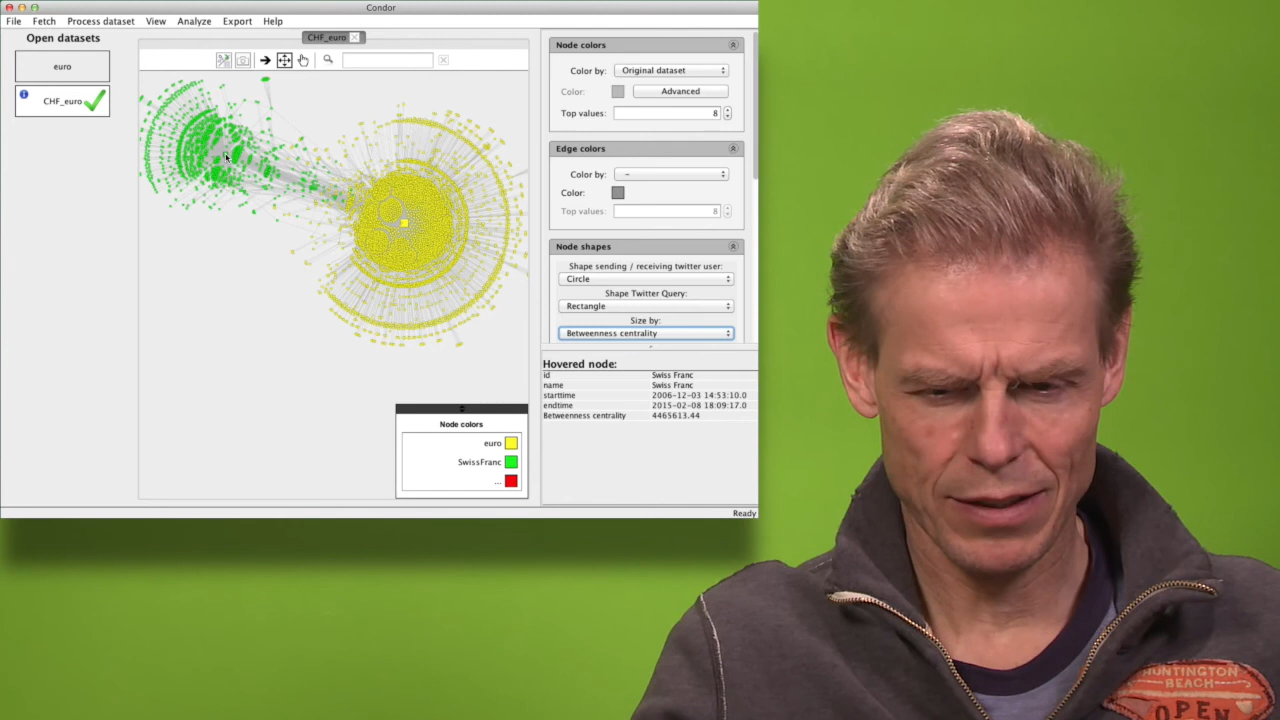 Condor
File Fetch Process dataset View Analyze Export Help
Open datasets
euro
CHF_euro
CHF_euro
Node colors
Color by: Original dataset
Color: Advanced
Top values: 8
Edge colors
Color by: –
Color:
Top values: 8
Node shapes
Shape sending / receiving twitter user:
Circle
Shape Twitter Query:
Rectangle
Size by:
Betweenness centrality
Hovered node:
id Swiss Franc
name Swiss Franc
starttime 2006-12-03 14:53:10.0
endtime 2015-02-08 18:09:17.0
Betweenness centrality 4465613.44
Node colors
euro
SwissFranc
...
Ready
HUNTINGTON
BEACH
OPEN